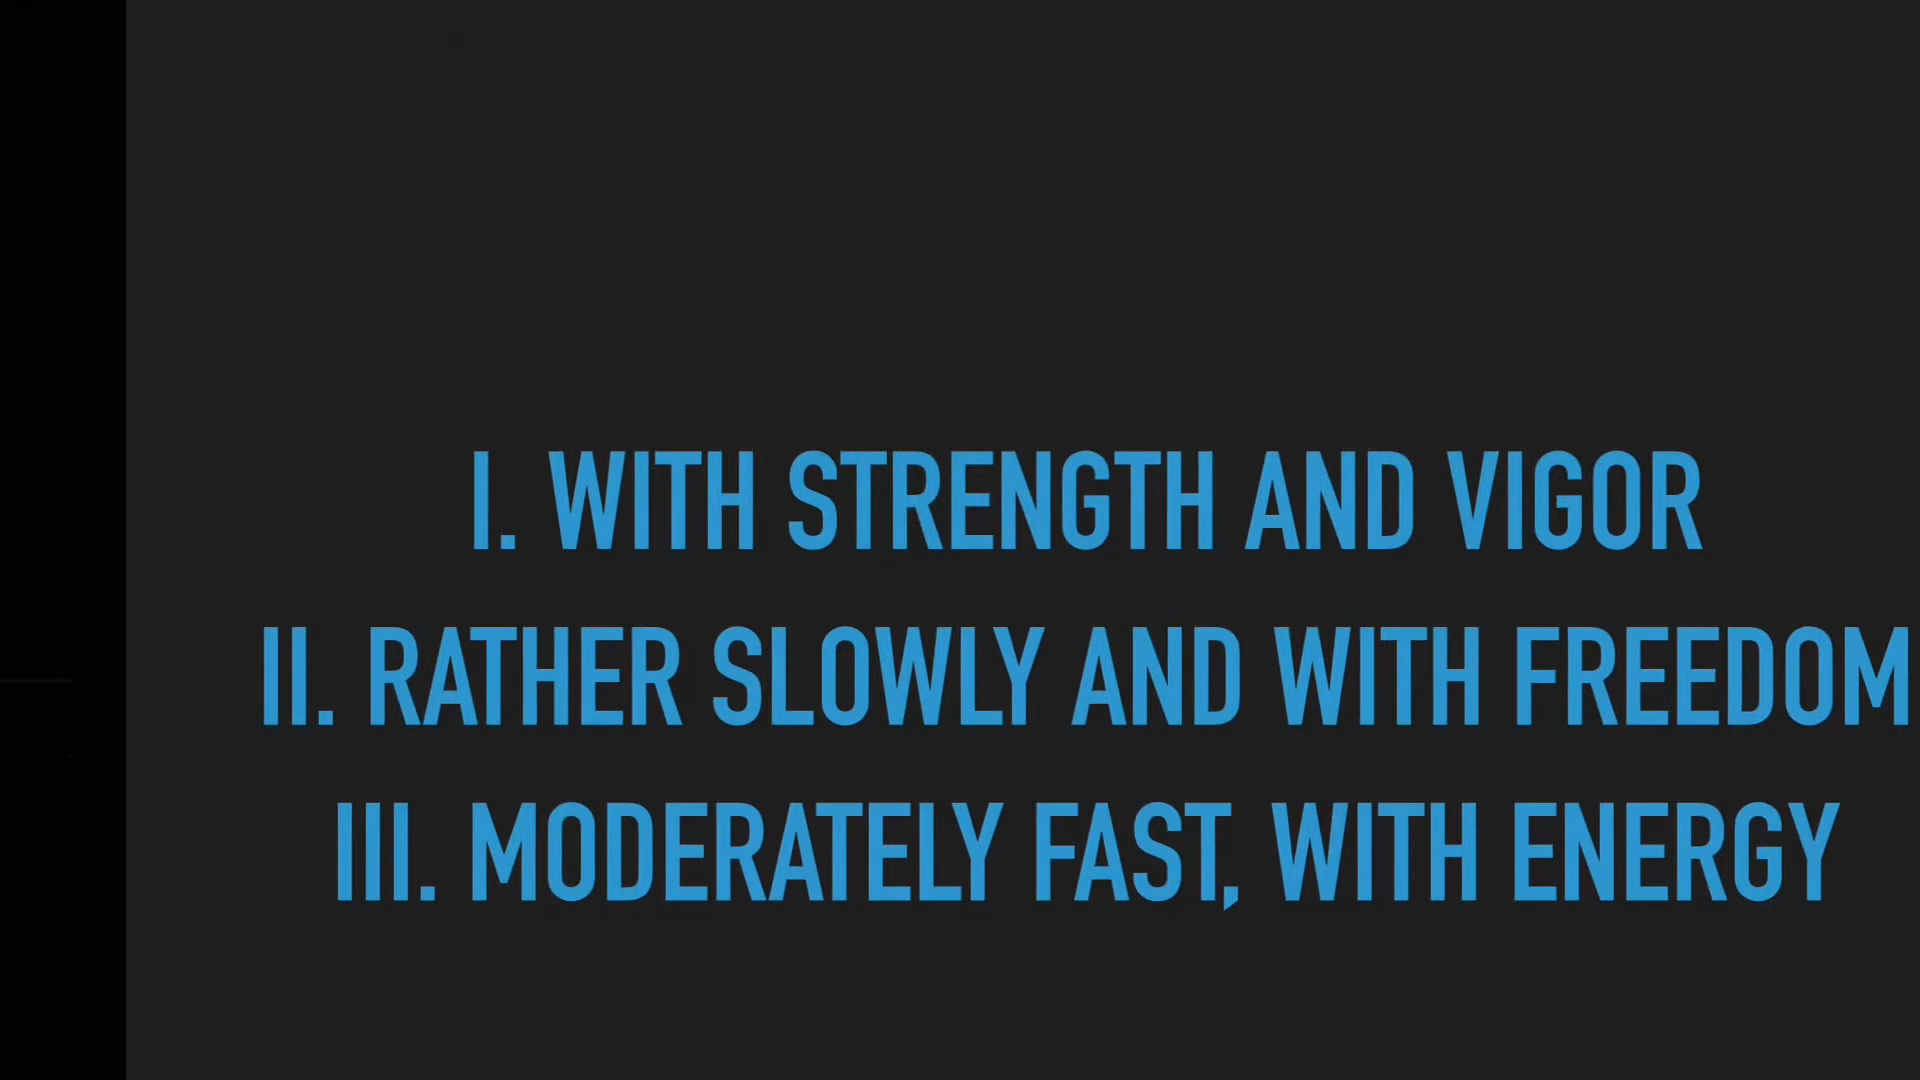 I. WITH STRENGTH AND VIGOR
II. RATHER SLOWLY AND WITH FREEDOM
III. MODERATELY FAST, WITH ENERGY